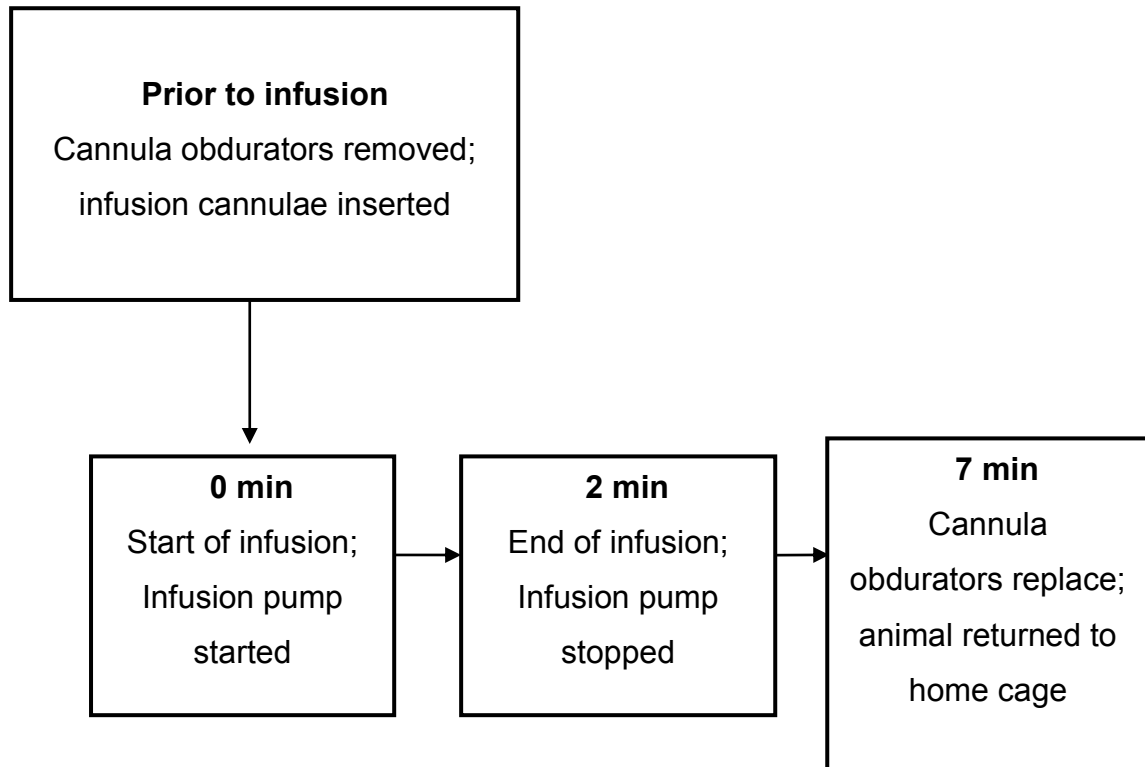 Prior to infusion
Cannula obdurators removed;
infusion cannulae inserted
0 min
Start of infusion;
Infusion pump
started
2 min
End of infusion;
Infusion pump
stopped
7 min
Cannula
obdurators replace;
animal returned to
home cage